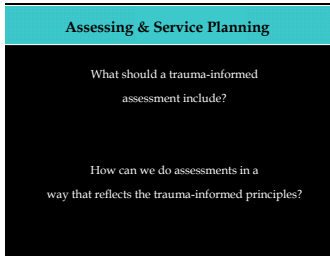 Assessing & Service Planning
What should a trauma-informed
assessment include?
How can we do assessments in a
way that reflects the trauma-informed principles?